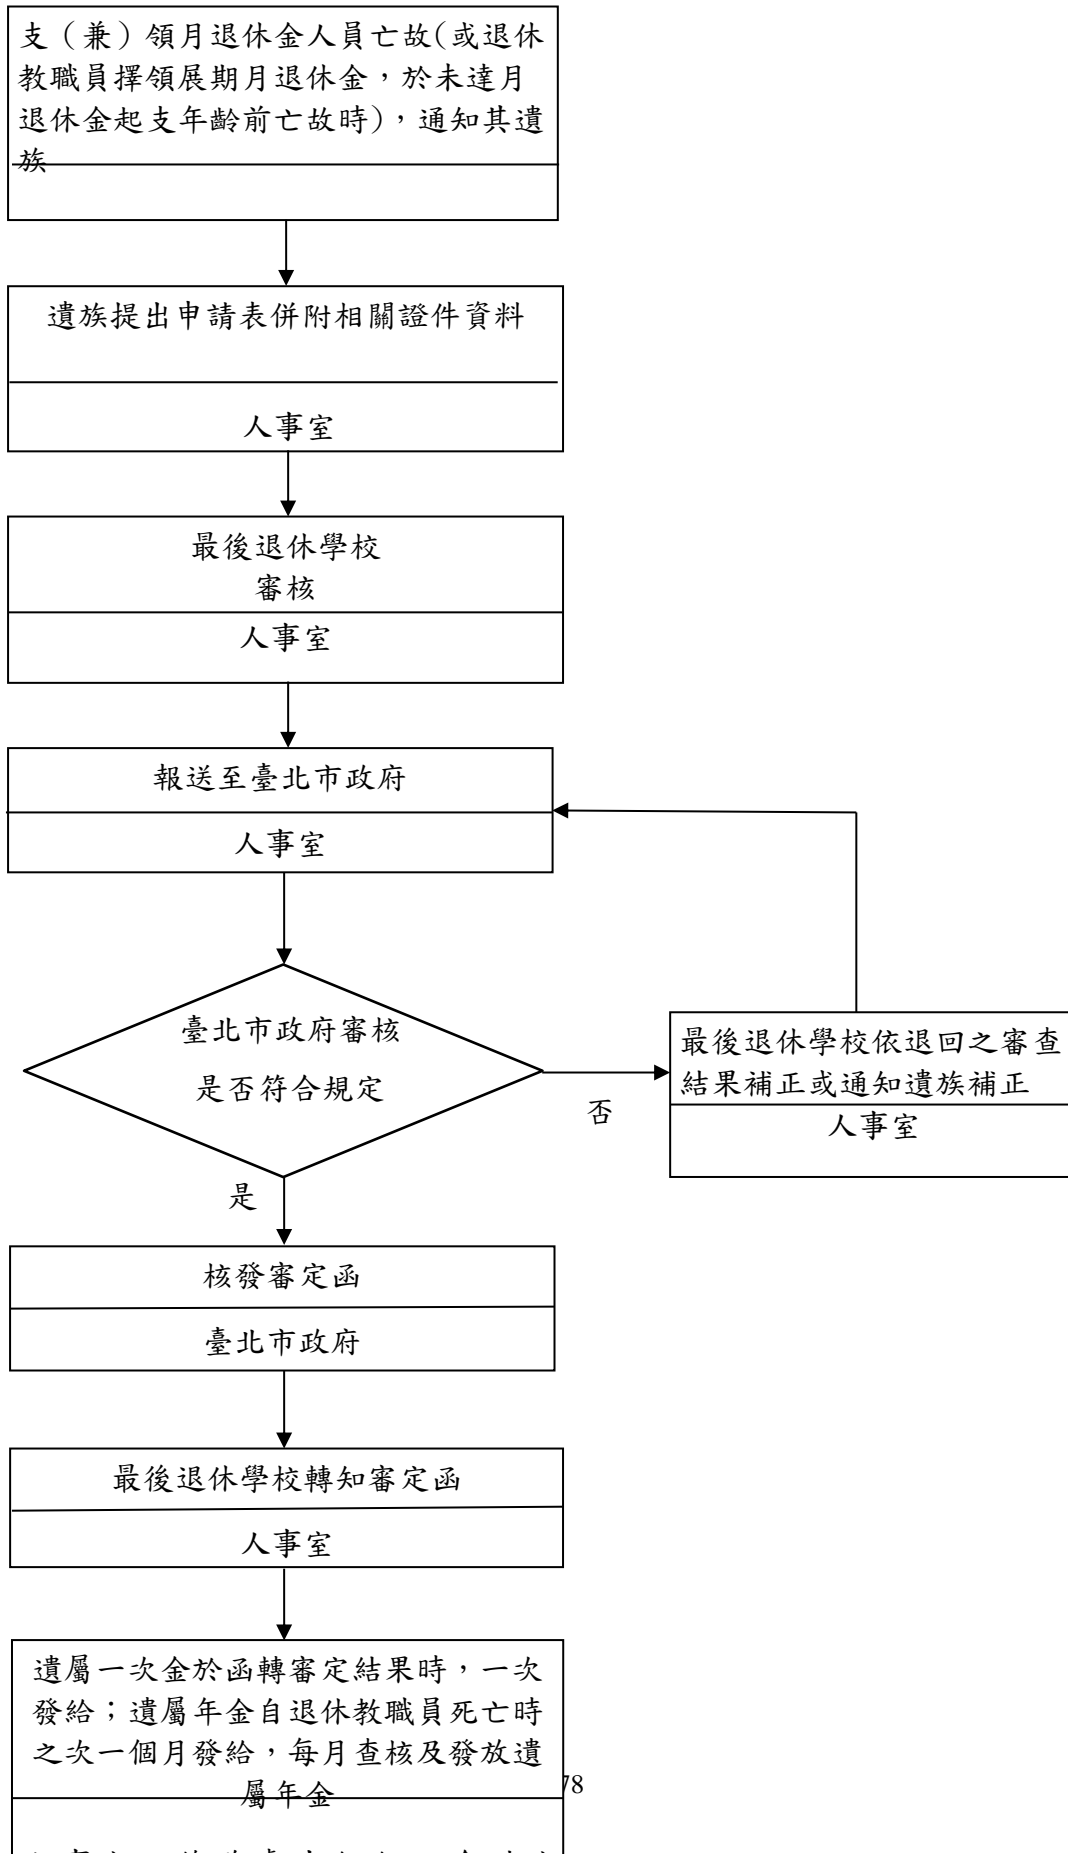 支（兼）領月退休金人員亡故(或退休
教職員擇領展期月退休金，於未達月
退休金起支年齡前亡故時)，通知其遺
族
遺族提出申請表併附相關證件資料
人事室
最後退休學校
審核
人事室
報送至臺北市政府
人事室
臺北市政府審核
是否符合規定
否
最後退休學校依退回之審查
結果補正或通知遺族補正
人事室
是
核發審定函
臺北市政府
最後退休學校轉知審定函
人事室
遺屬一次金於函轉審定結果時，一次
發給；遺屬年金自退休教職員死亡時
之次一個月發給，每月查核及發放遺
屬年金
78